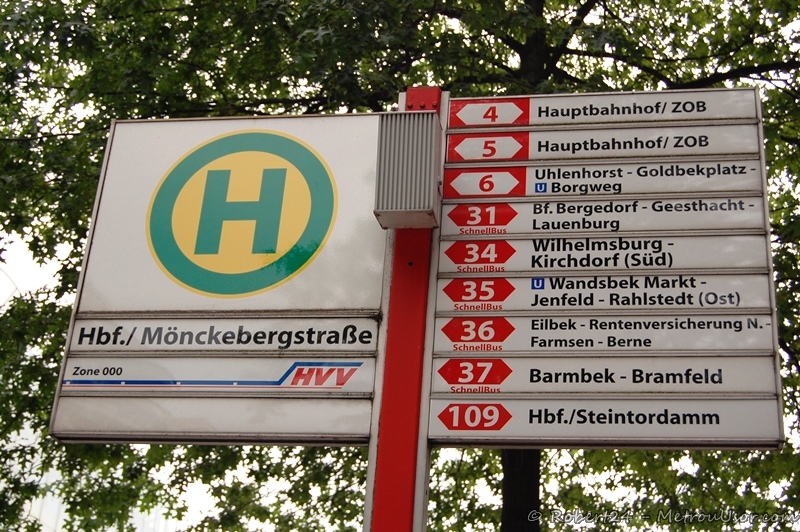 H
Hbf./ Mönckebergstraße
Zone 000
HVV
4 Hauptbahnhof/ ZOB
5 Hauptbahnhof/ ZOB
6 Uhlenhorst - Goldbekplatz -
U Borgweg
31 Bf. Bergedorf - Geesthacht -
SchnellBus Lauenburg
34 Wilhelmsburg -
SchnellBus Kirchdorf (Süd)
35 U Wandsbek Markt -
SchnellBus Jenfeld - Rahlstedt (Ost)
36 Eilbek - Rentenversicherung N. -
SchnellBus Farmsen - Berne
37 Barmbek - Bramfeld
SchnellBus
109 Hbf./Steintordamm
© Robert24 - MetroUsor.com